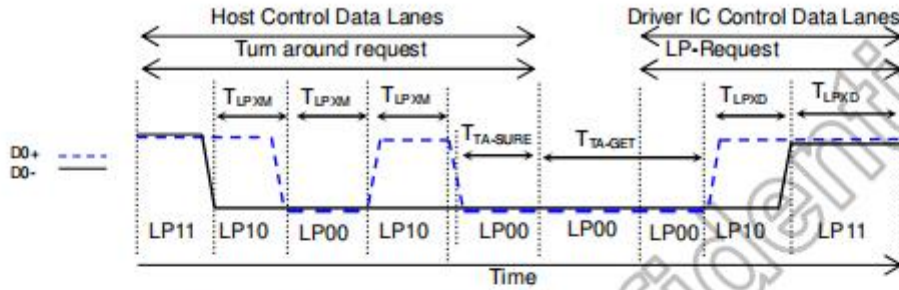 Host Control Data Lanes
Driver IC Control Data Lanes
Turn around request
LP-Request
TLPXM
TLPXM
TLPXM
TLPXD
TLPXD
TTA-SURE
TTA-GET
D0+
D0-
LP11
LP10
LP00
LP10
LP00
LP00
LP00
LP10
LP11
Time